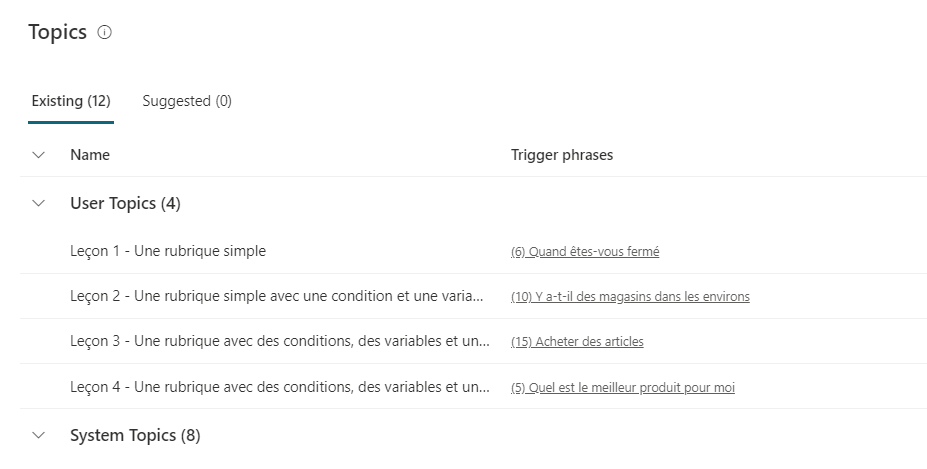 Topics
Existing (12) Suggested (0)
Name Trigger phrases
User Topics (4)
Leçon 1 - Une rubrique simple (6) Quand êtes-vous fermé
Leçon 2 - Une rubrique simple avec une condition et une varia... (10) Y a-t-il des magasins dans les environs
Leçon 3 - Une rubrique avec des conditions, des variables et un... (15) Acheter des articles
Leçon 4 - Une rubrique avec des conditions, des variables et un... (5) Quel est le meilleur produit pour moi
System Topics (8)